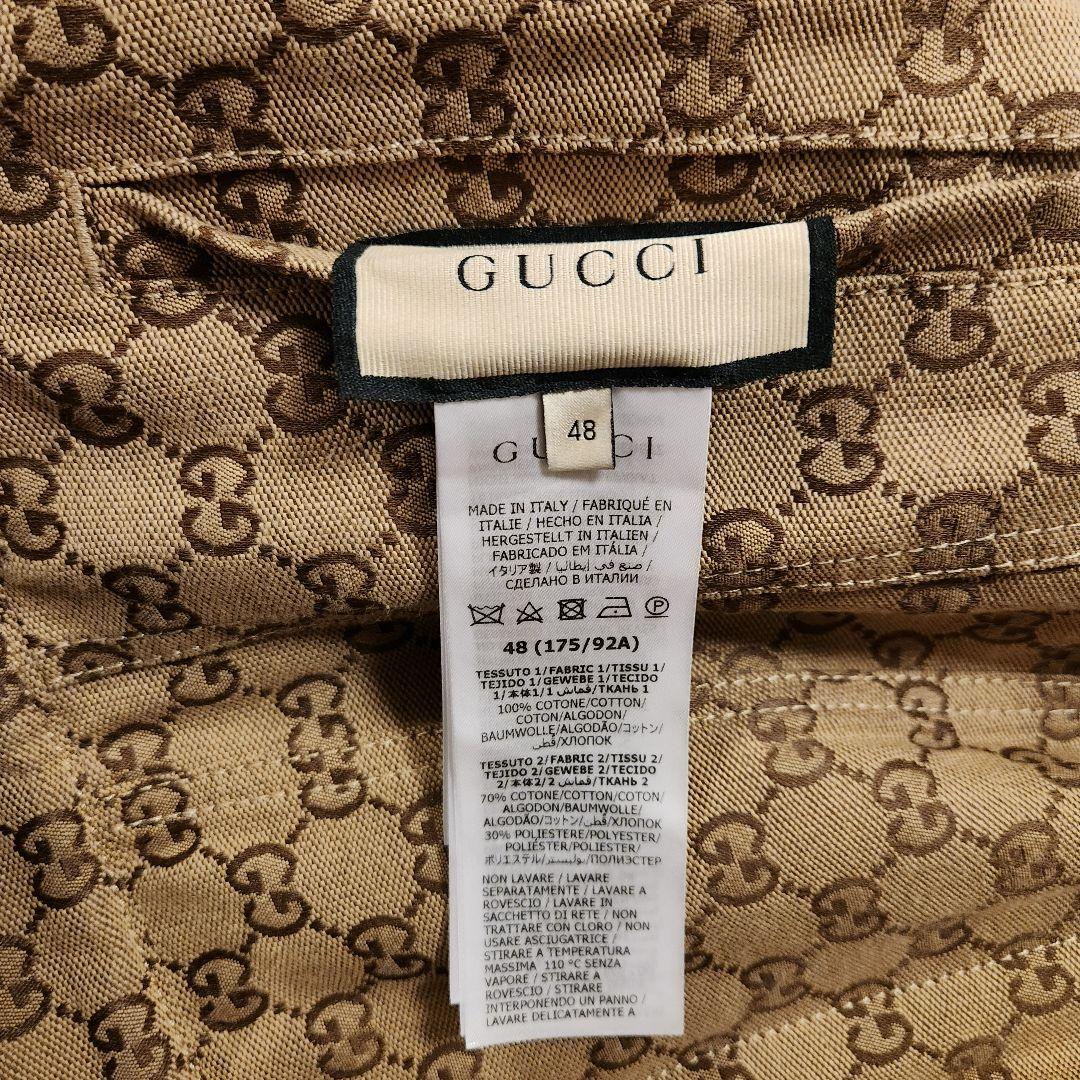 GUCCI
48
GUCCI
MADE IN ITALY / FABRIQUÉ EN
ITALIE / HECHO EN ITALIA /
HERGESTELLT IN ITALIEN /
FABRICADO EM ITÁLIA /
イタリア製 / صنع في إيطاليا /
СДЕЛАНО В ИТАЛИИ
48 (175/92A)
TESSUTO 1/FABRIC 1/TISSU 1/
TEJIDO 1/GEWEBE 1/TECIDO
1/本体1/1 قماش/ТКАНЬ 1
100% COTONE/COTTON/
COTON/ALGODON/
BAUMWOLLE/ALGODÃO/コットン/
قطن/ХЛОПОК
TESSUTO 2/FABRIC 2/TISSU 2/
TEJIDO 2/GEWEBE 2/TECIDO
2/本体2/2 قماش/ТКАНЬ 2
70% COTONE/COTTON/COTON/
ALGODON/BAUMWOLLE/
ALGODÃO/コットン/قطن/ХЛОПОК
30% POLIESTERE/POLYESTER/
POLIÉSTER/POLIESTER/
ポリエステル/بوليستر/ПОЛИЭСТЕР
NON LAVARE / LAVARE
SEPARATAMENTE / LAVARE A
ROVESCIO / LAVARE IN
SACCHETTO DI RETE / NON
TRATTARE CON CLORO / NON
USARE ASCIUGATRICE /
STIRARE A TEMPERATURA
MASSIMA 110 °C SENZA
VAPORE / STIRARE A
ROVESCIO / STIRARE
INTERPONENDO UN PANNO /
LAVARE DELICATAMENTE A